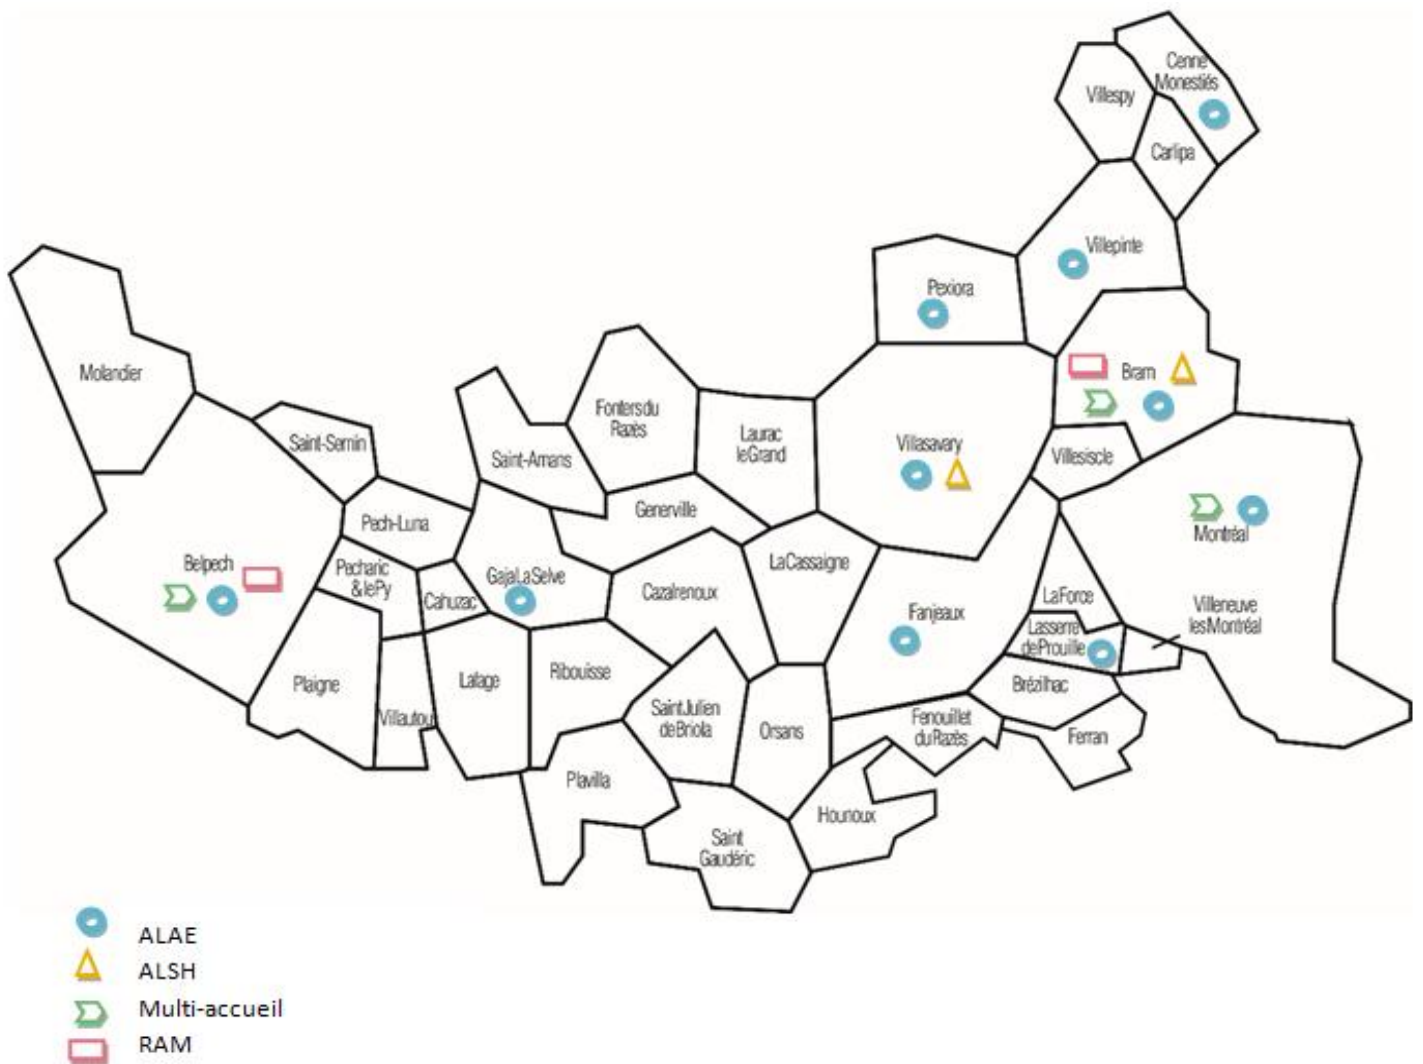 Cenne
Monestiés
Villespy
Carlipa
Villepinte
Pexiora
Bram
Molandier
Fonters du
Razès
Laurac
le Grand
Saint-Sernin
Saint-Amans
Villasavary
Villesiscle
Generville
Pech-Luna
Montréal
Belpech
Pecharic
& le Py
Gaja La Selve
La Cassaigne
Cazalrenoux
Cahuzac
La Force
Villeneuve
les Montréal
Fanjeaux
Lasserre
de Prouille
Plaigne
Lafage
Ribouisse
Brézilhac
Villautou
Saint Julien
de Briola
Orsans
Fenouillet
du Razès
Ferran
Plavilla
Hounoux
Saint
Gaudéric
ALAE
ALSH
Multi-accueil
RAM